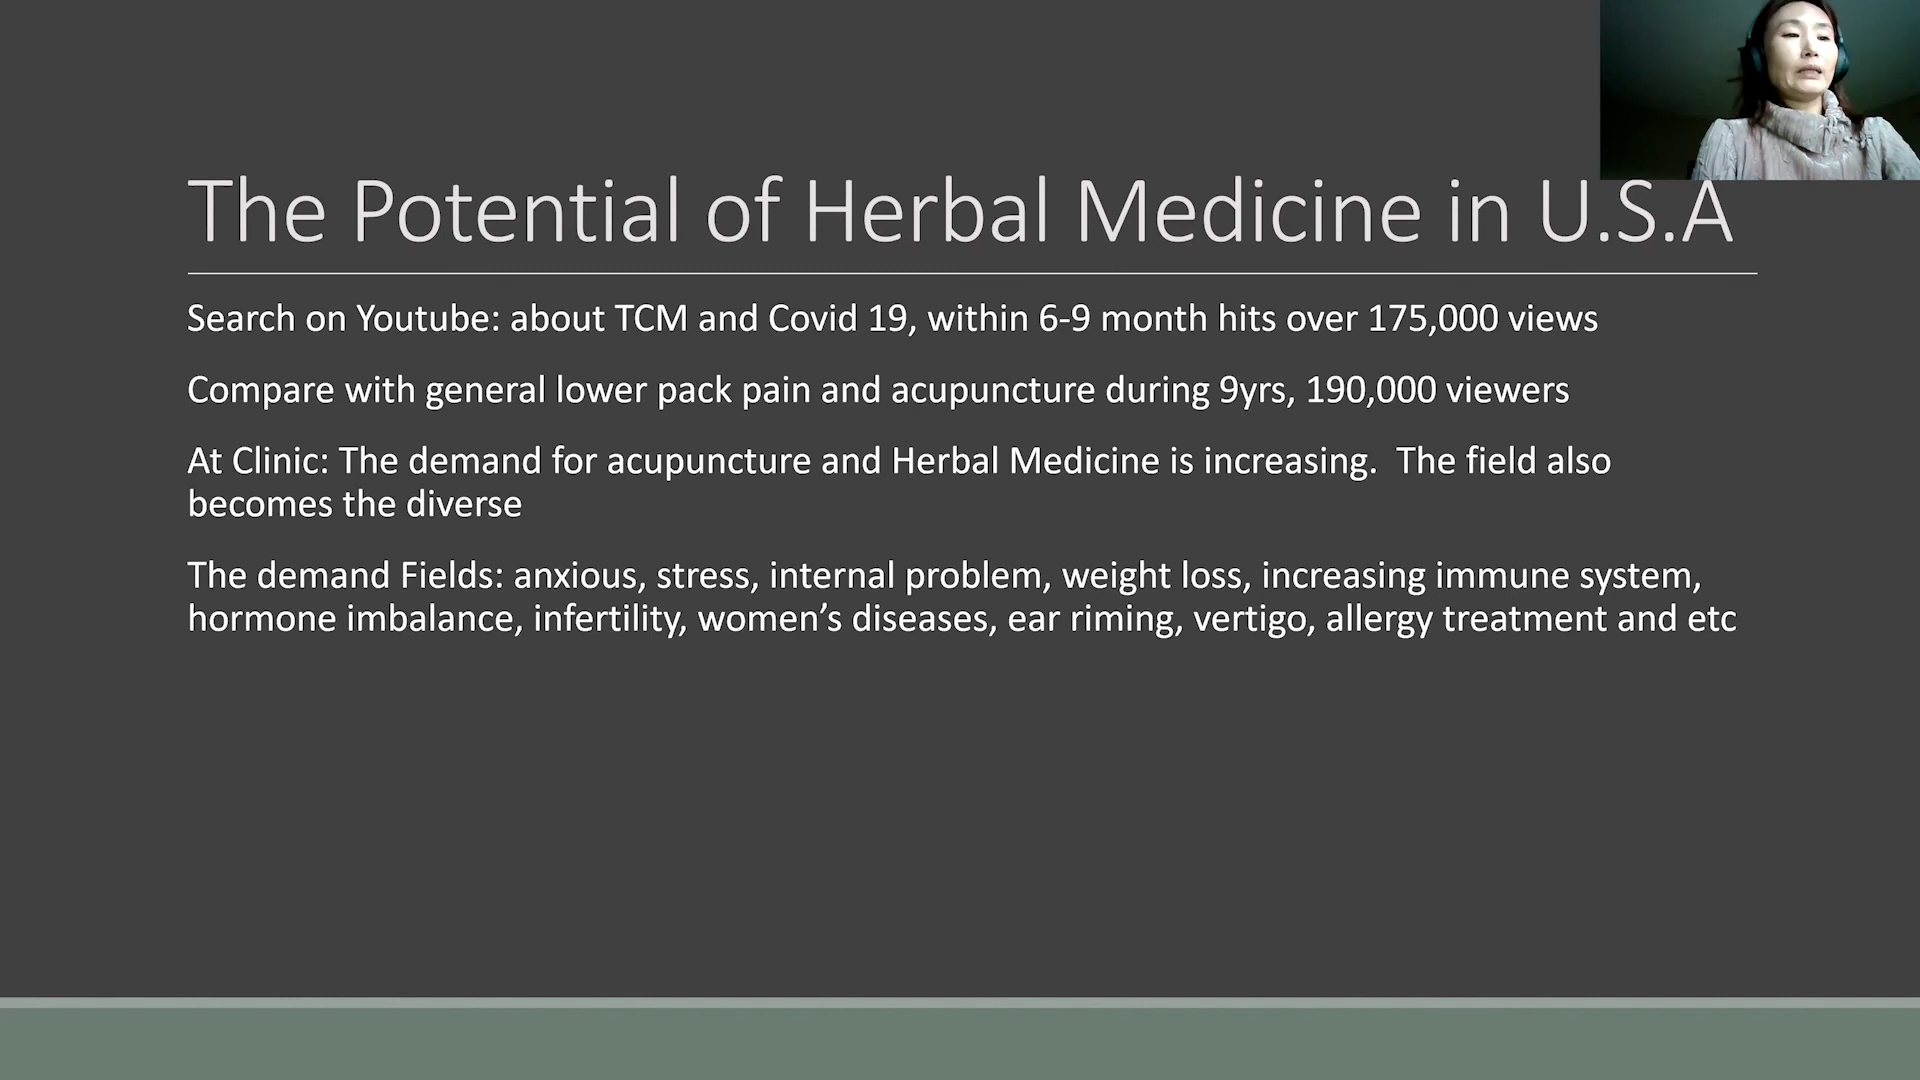 The Potential of Herbal Medicine in U.S.A
Search on Youtube: about TCM and Covid 19, within 6-9 month hits over 175,000 views
Compare with general lower pack pain and acupuncture during 9yrs, 190,000 viewers
At Clinic: The demand for acupuncture and Herbal Medicine is increasing.  The field also
becomes the diverse
The demand Fields: anxious, stress, internal problem, weight loss, increasing immune system,
hormone imbalance, infertility, women’s diseases, ear riming, vertigo, allergy treatment and etc